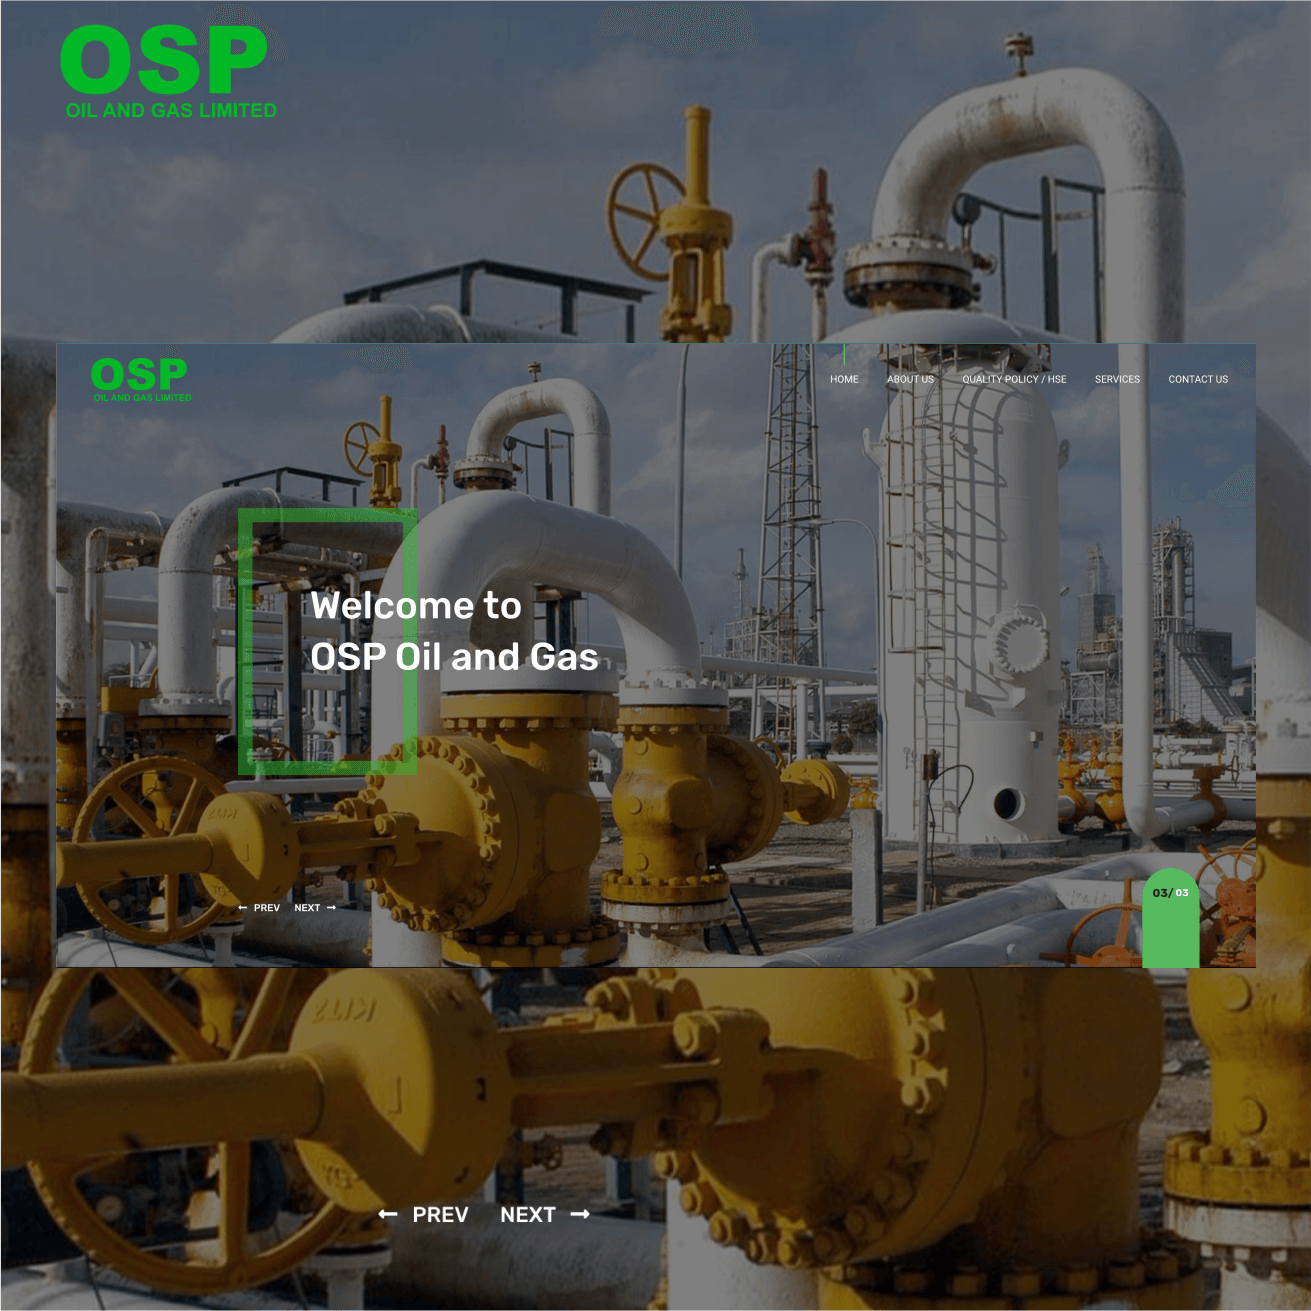 OSP
OIL AND GAS LIMITED
OSP
OIL AND GAS LIMITED
HOME ABOUT US QUALITY POLICY / HSE SERVICES CONTACT US
Welcome to
OSP Oil and Gas
PREV NEXT
03/03
KITZ
PREV NEXT